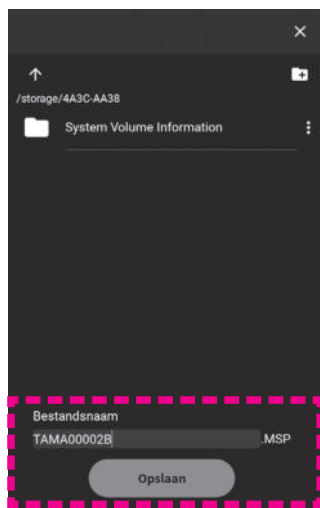 /storage/4A3C-AA38
System Volume Information
Bestandsnaam
TAMA00002B .MSP
Opslaan